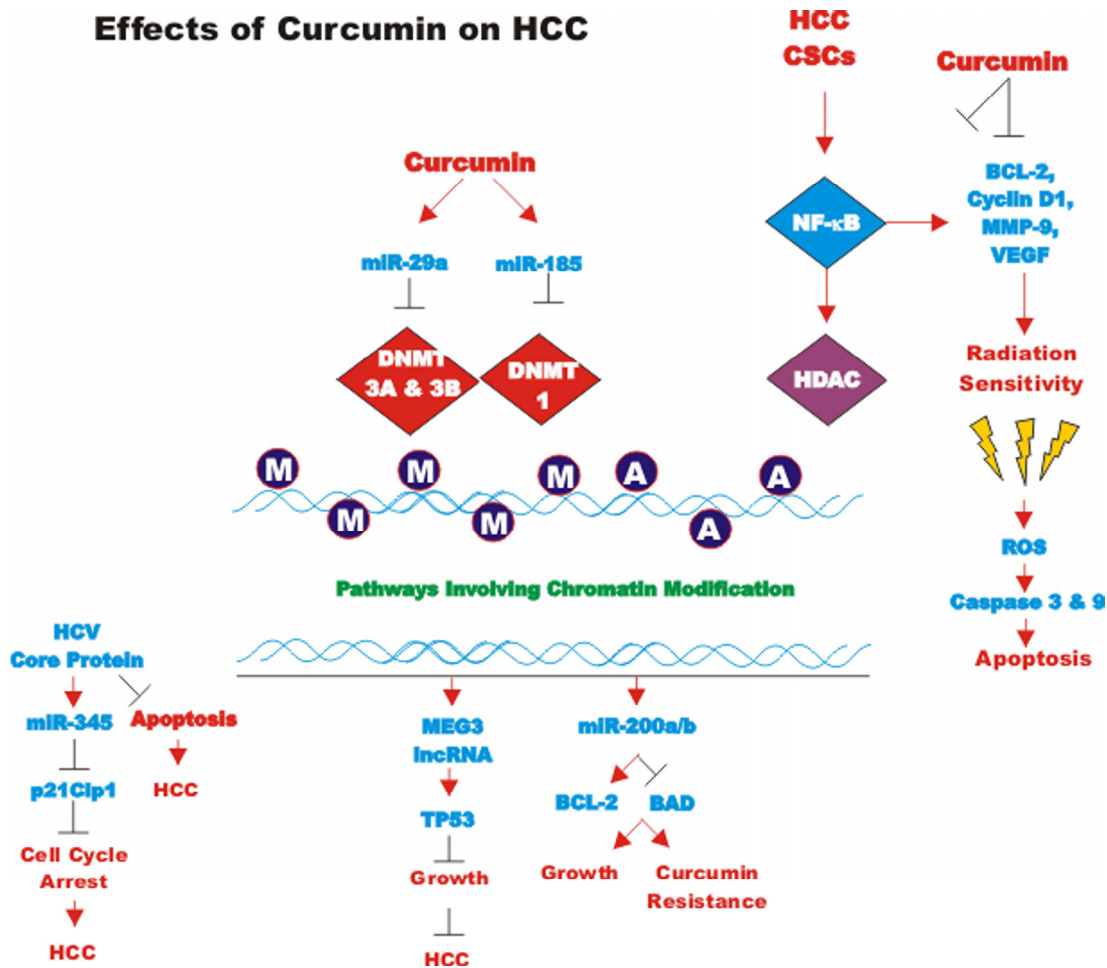 Effects of Curcumin on HCC
HCC
CSCs
Curcumin
Curcumin
BCL-2,
Cyclin D1,
MMP-9,
VEGF
NF-κB
miR-29a
miR-185
DNMT
3A & 3B
DNMT
1
HDAC
Radiation
Sensitivity
M
M
M
A
A
M
M
A
ROS
Pathways Involving Chromatin Modification
Caspase 3 & 9
Apoptosis
HCV
Core Protein
miR-345
Apoptosis
HCC
p21Cip1
Cell Cycle
Arrest
HCC
MEG3
lncRNA
TP53
Growth
HCC
miR-200a/b
BCL-2
BAD
Growth
Curcumin
Resistance